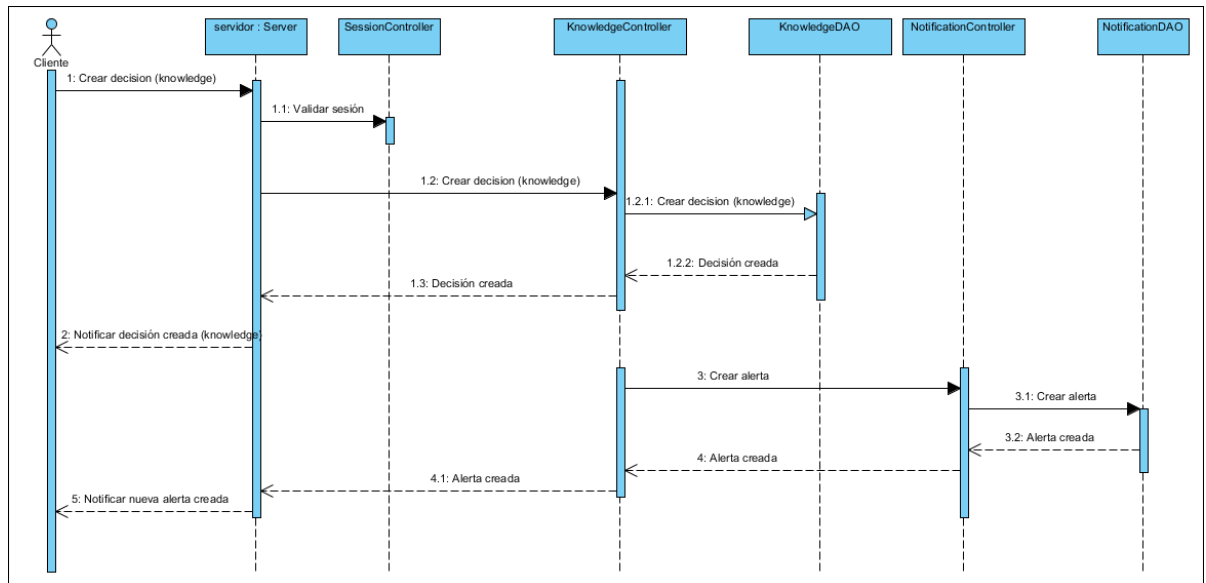 servidor : Server
SessionController
KnowledgeController
KnowledgeDAO
NotificationController
NotificationDAO
Cliente
1: Crear decision (knowledge)
1.1: Validar sesión
1.2: Crear decision (knowledge)
1.2.1: Crear decision (knowledge)
1.2.2: Decisión creada
1.3: Decisión creada
2: Notificar decisión creada (knowledge)
3: Crear alerta
3.1: Crear alerta
3.2: Alerta creada
4: Alerta creada
4.1: Alerta creada
5: Notificar nueva alerta creada